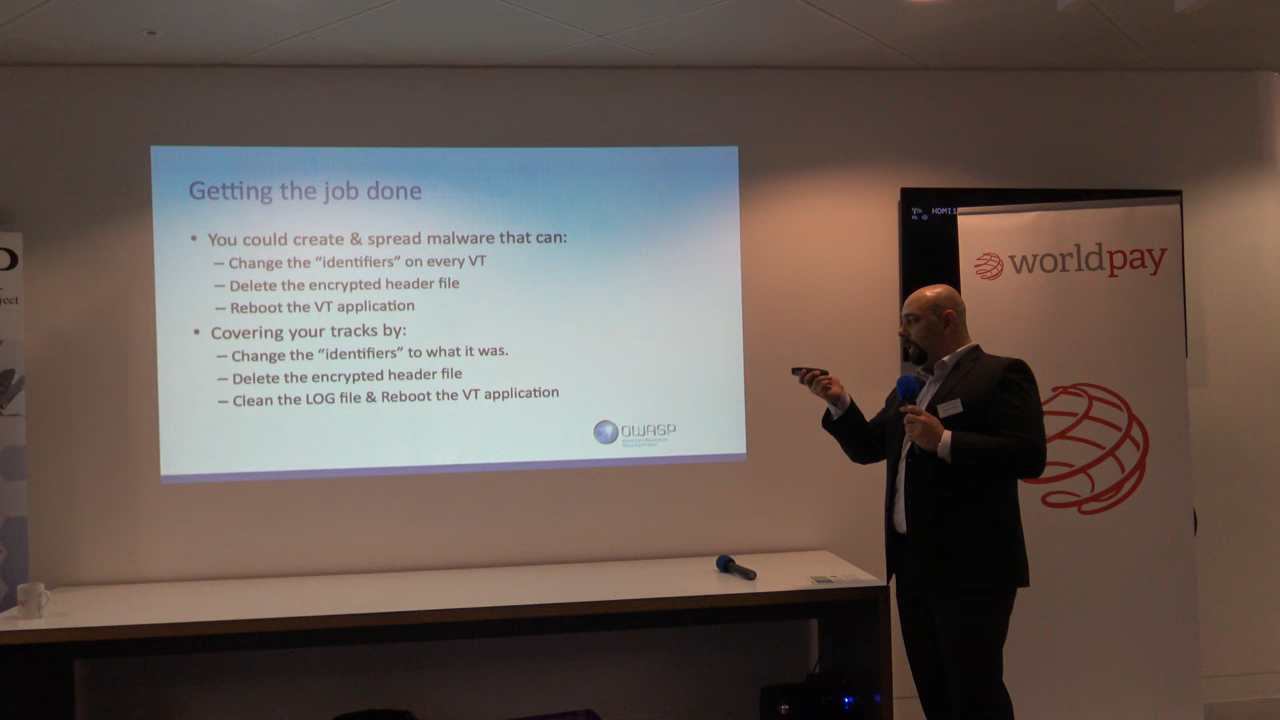 Getting the job done
• You could create & spread malware that can:
– Change the “identifiers” on every VT
– Delete the encrypted header file
– Reboot the VT application
• Covering your tracks by:
– Change the “identifiers” to what it was.
– Delete the encrypted header file
– Clean the LOG file & Reboot the VT application
OWASP
HDMI1
worldpay
ject